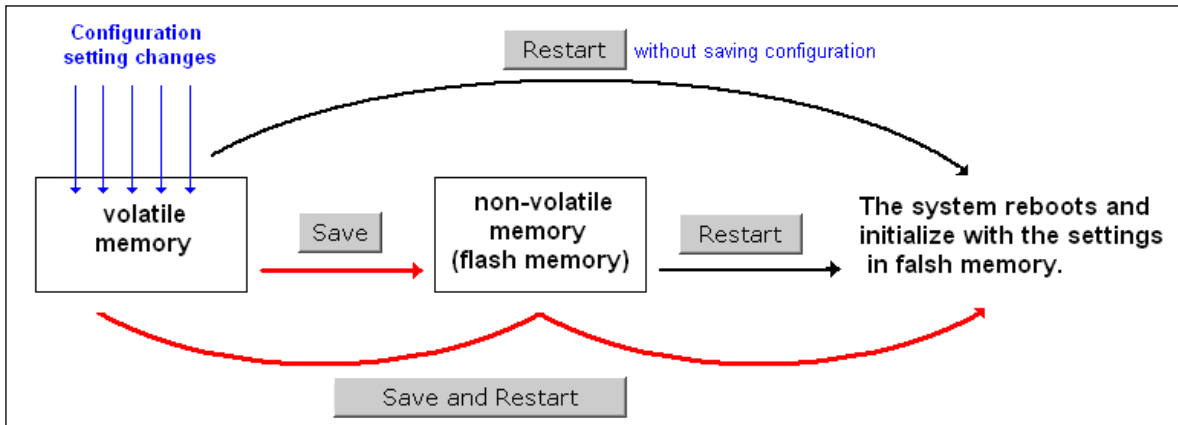 Configuration
setting changes
Restart
without saving configuration
volatile
memory
Save
non-volatile
memory
(flash memory)
Restart
The system reboots and
initialize with the settings
in falsh memory.
Save and Restart